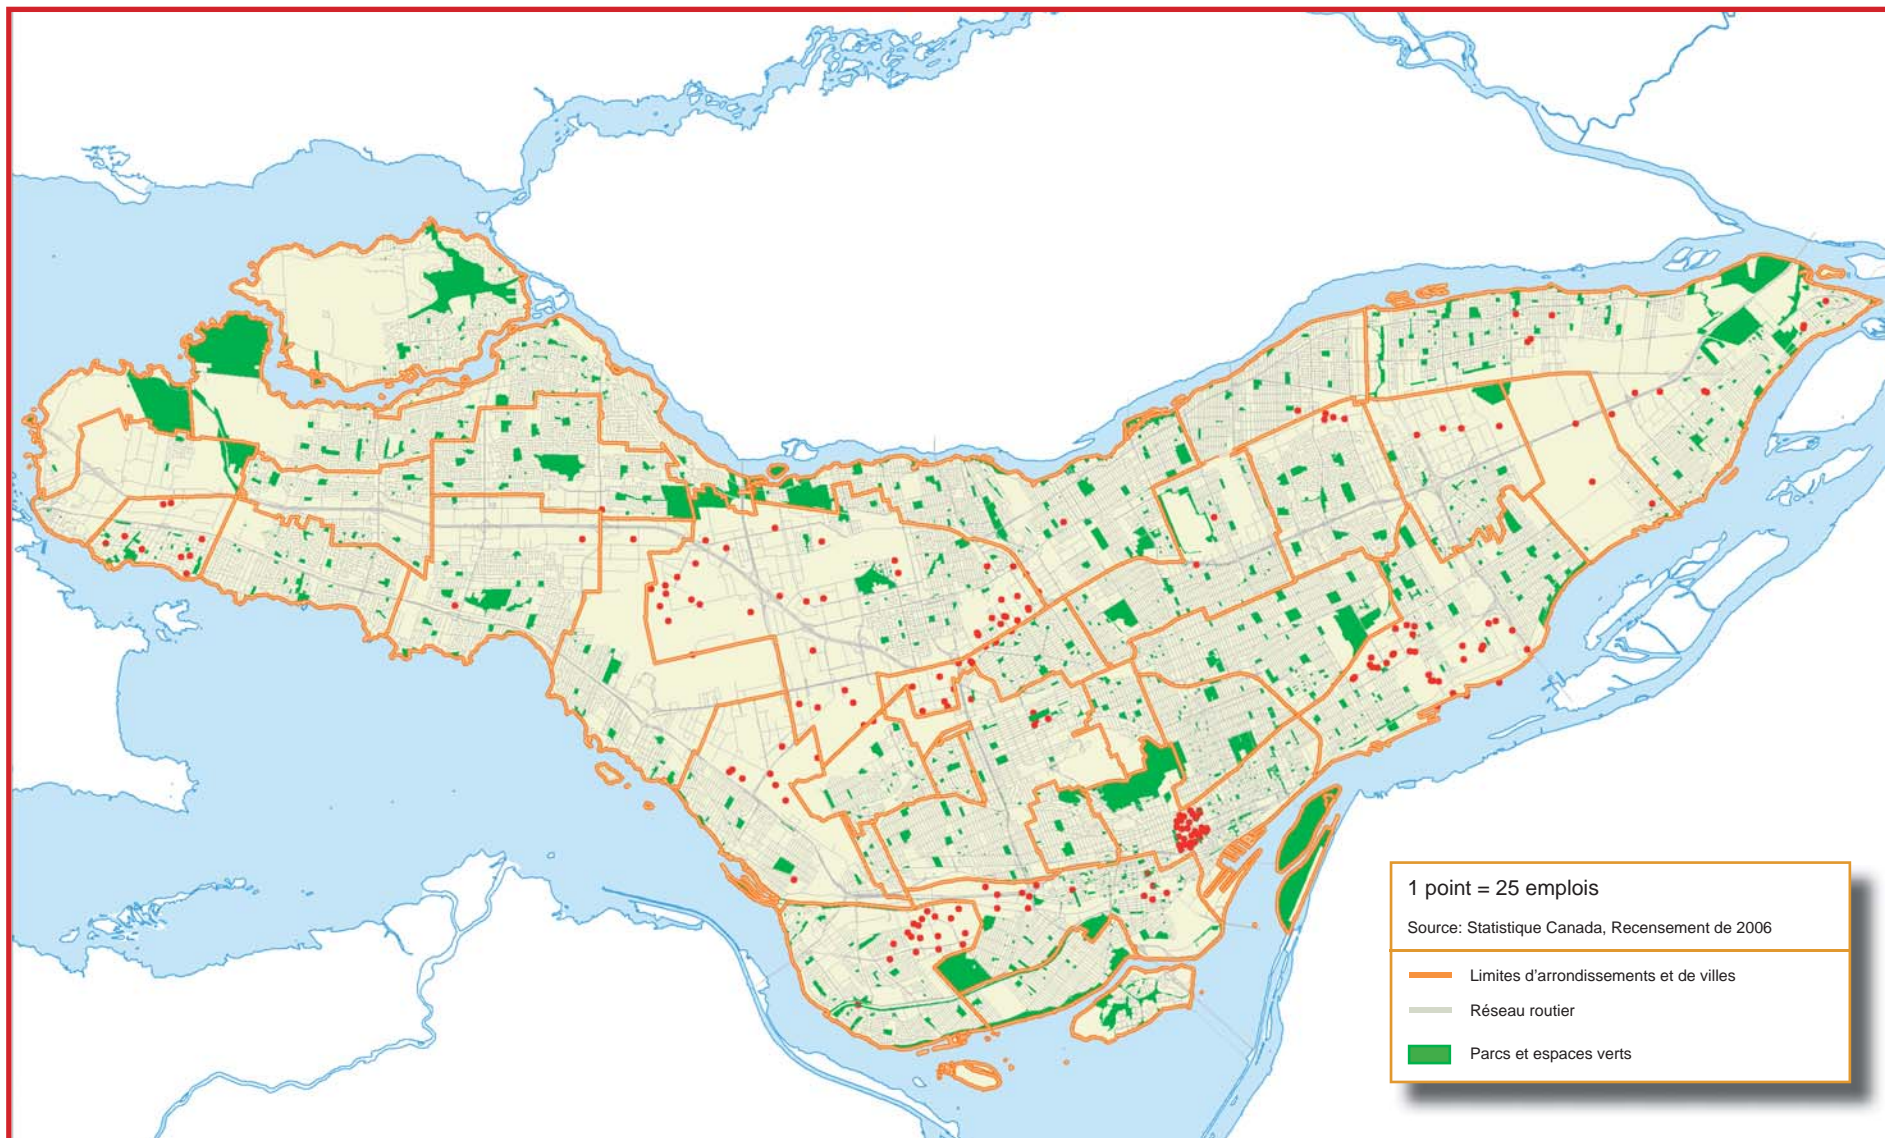 1 point = 25 emplois
Source: Statistique Canada, Recensement de 2006
Limites d'arrondissements et de villes
Réseau routier
Parcs et espaces verts